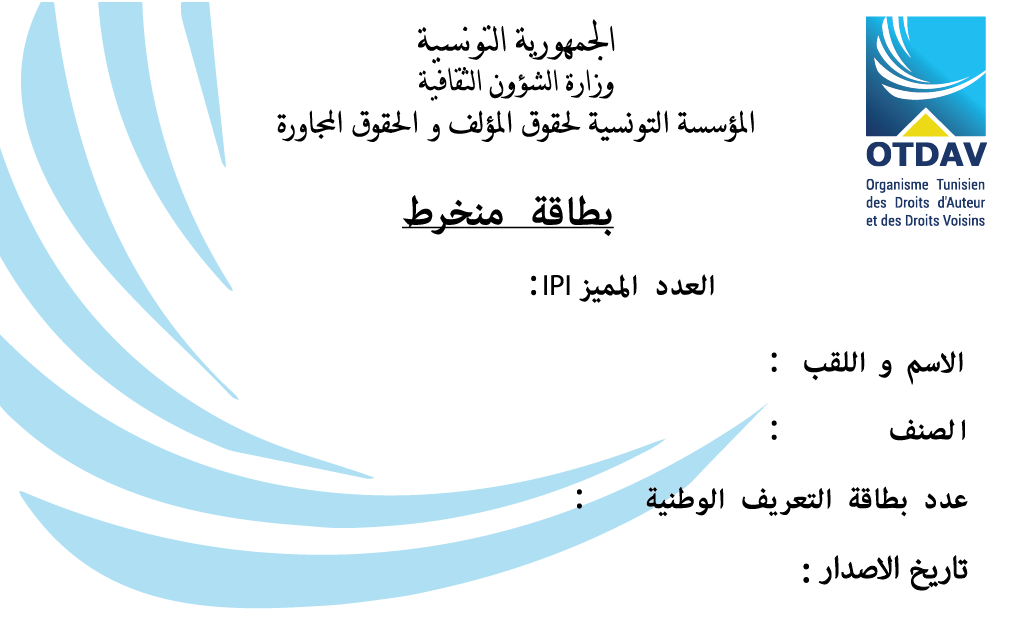 الجمهورية التونسية
وزارة الشؤون الثقافية
المؤسسة التونسية لحقوق المؤلف و الحقوق المجاورة
OTDAV
Organisme Tunisien
des Droits d'Auteur
et des Droits Voisins
بطاقة منخرط
العدد المميز IPI:
الاسم و اللقب :
الصنف :
عدد بطاقة التعريف الوطنية :
تاريخ الاصدار :